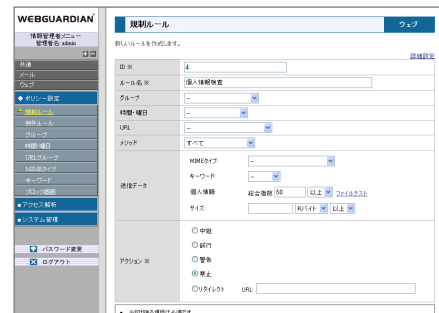 WEBGUARDIAN
情報管理者メニュー
管理者名: admin
共通
メール
ウェブ
◆ ポリシー設定
規制ルール
例外ルール
グループ
時間・曜日
URLグループ
MIMEタイプ
キーワード
ブロック画面
■アクセス解析
■システム管理
パスワード変更
ログアウト
規制ルール
ウェブ
新しいルールを作成します。
詳細設定
ID ※ 4
ルール名 ※ 個人情報検査
グループ --
時間・曜日 --
URL --
メソッド すべて
送信データ
MIMEタイプ: --
キーワード: --
個人情報: 総合指数 50 以上 ファイルテスト
サイズ: Kバイト 以上
アクション ※
中継
試行
警告
禁止
リダイレクト URL: